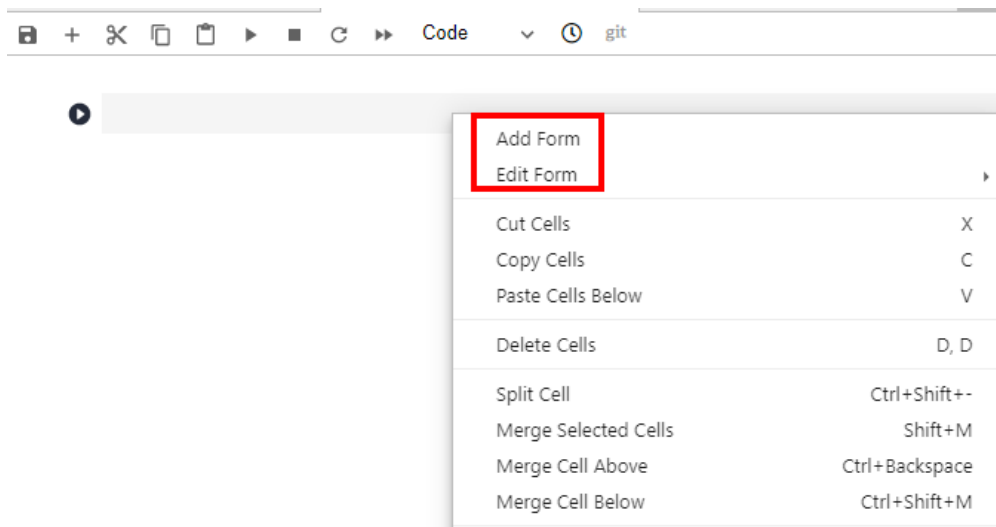 Code git
Add Form
Edit Form
Cut Cells X
Copy Cells C
Paste Cells Below V
Delete Cells D, D
Split Cell Ctrl+Shift+-
Merge Selected Cells Shift+M
Merge Cell Above Ctrl+Backspace
Merge Cell Below Ctrl+Shift+M